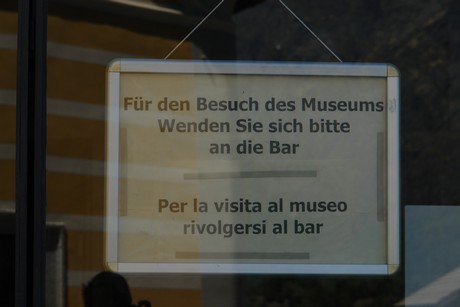 Für den Besuch des Museums
Wenden Sie sich bitte
an die Bar
Per la visita al museo
rivolgersi al bar